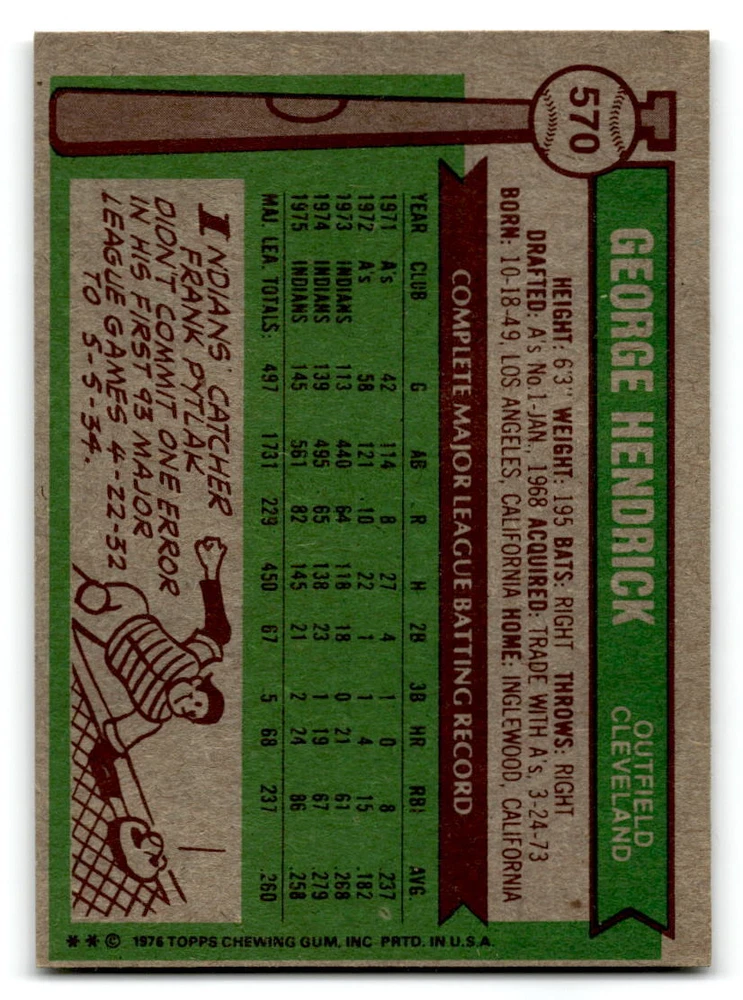 570
GEORGE HENDRICK
OUTFIELD
CLEVELAND
HEIGHT: 6'3" WEIGHT: 195 BATS: RIGHT THROWS: RIGHT
DRAFTED: A's No.1-JAN., 1968 ACQUIRED: TRADE WITH A's, 3-24-73
BORN: 10-18-49, LOS ANGELES, CALIFORNIA HOME: INGLEWOOD, CALIFORNIA
COMPLETE MAJOR LEAGUE BATTING RECORD
YEAR CLUB G AB R H 2B 3B HR RBI AVG.
1971 A's 42 114 8 27 4 1 0 8 .237
1972 A's 58 121 10 22 1 1 4 15 .182
1973 INDIANS 113 440 64 118 18 0 21 61 .268
1974 INDIANS 139 495 65 138 23 1 19 67 .279
1975 INDIANS 145 561 82 145 21 2 24 86 .258
MAJ. LEA. TOTALS: 497 1731 229 450 67 5 68 237 .260
INDIANS' CATCHER
FRANK PYTLAK
DIDN'T COMMIT ONE ERROR
IN HIS FIRST 93 MAJOR
LEAGUE GAMES 4-22-32
TO 5-5-34.
** © 1976 TOPPS CHEWING GUM, INC PRTD. IN U.S.A.